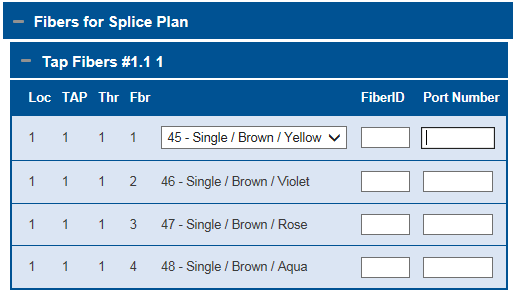 Fibers for Splice Plan
Tap Fibers #1.1 1
Loc TAP Thr Fbr FiberID Port Number
1 1 1 1 45 - Single / Brown / Yellow
1 1 1 2 46 - Single / Brown / Violet
1 1 1 3 47 - Single / Brown / Rose
1 1 1 4 48 - Single / Brown / Aqua